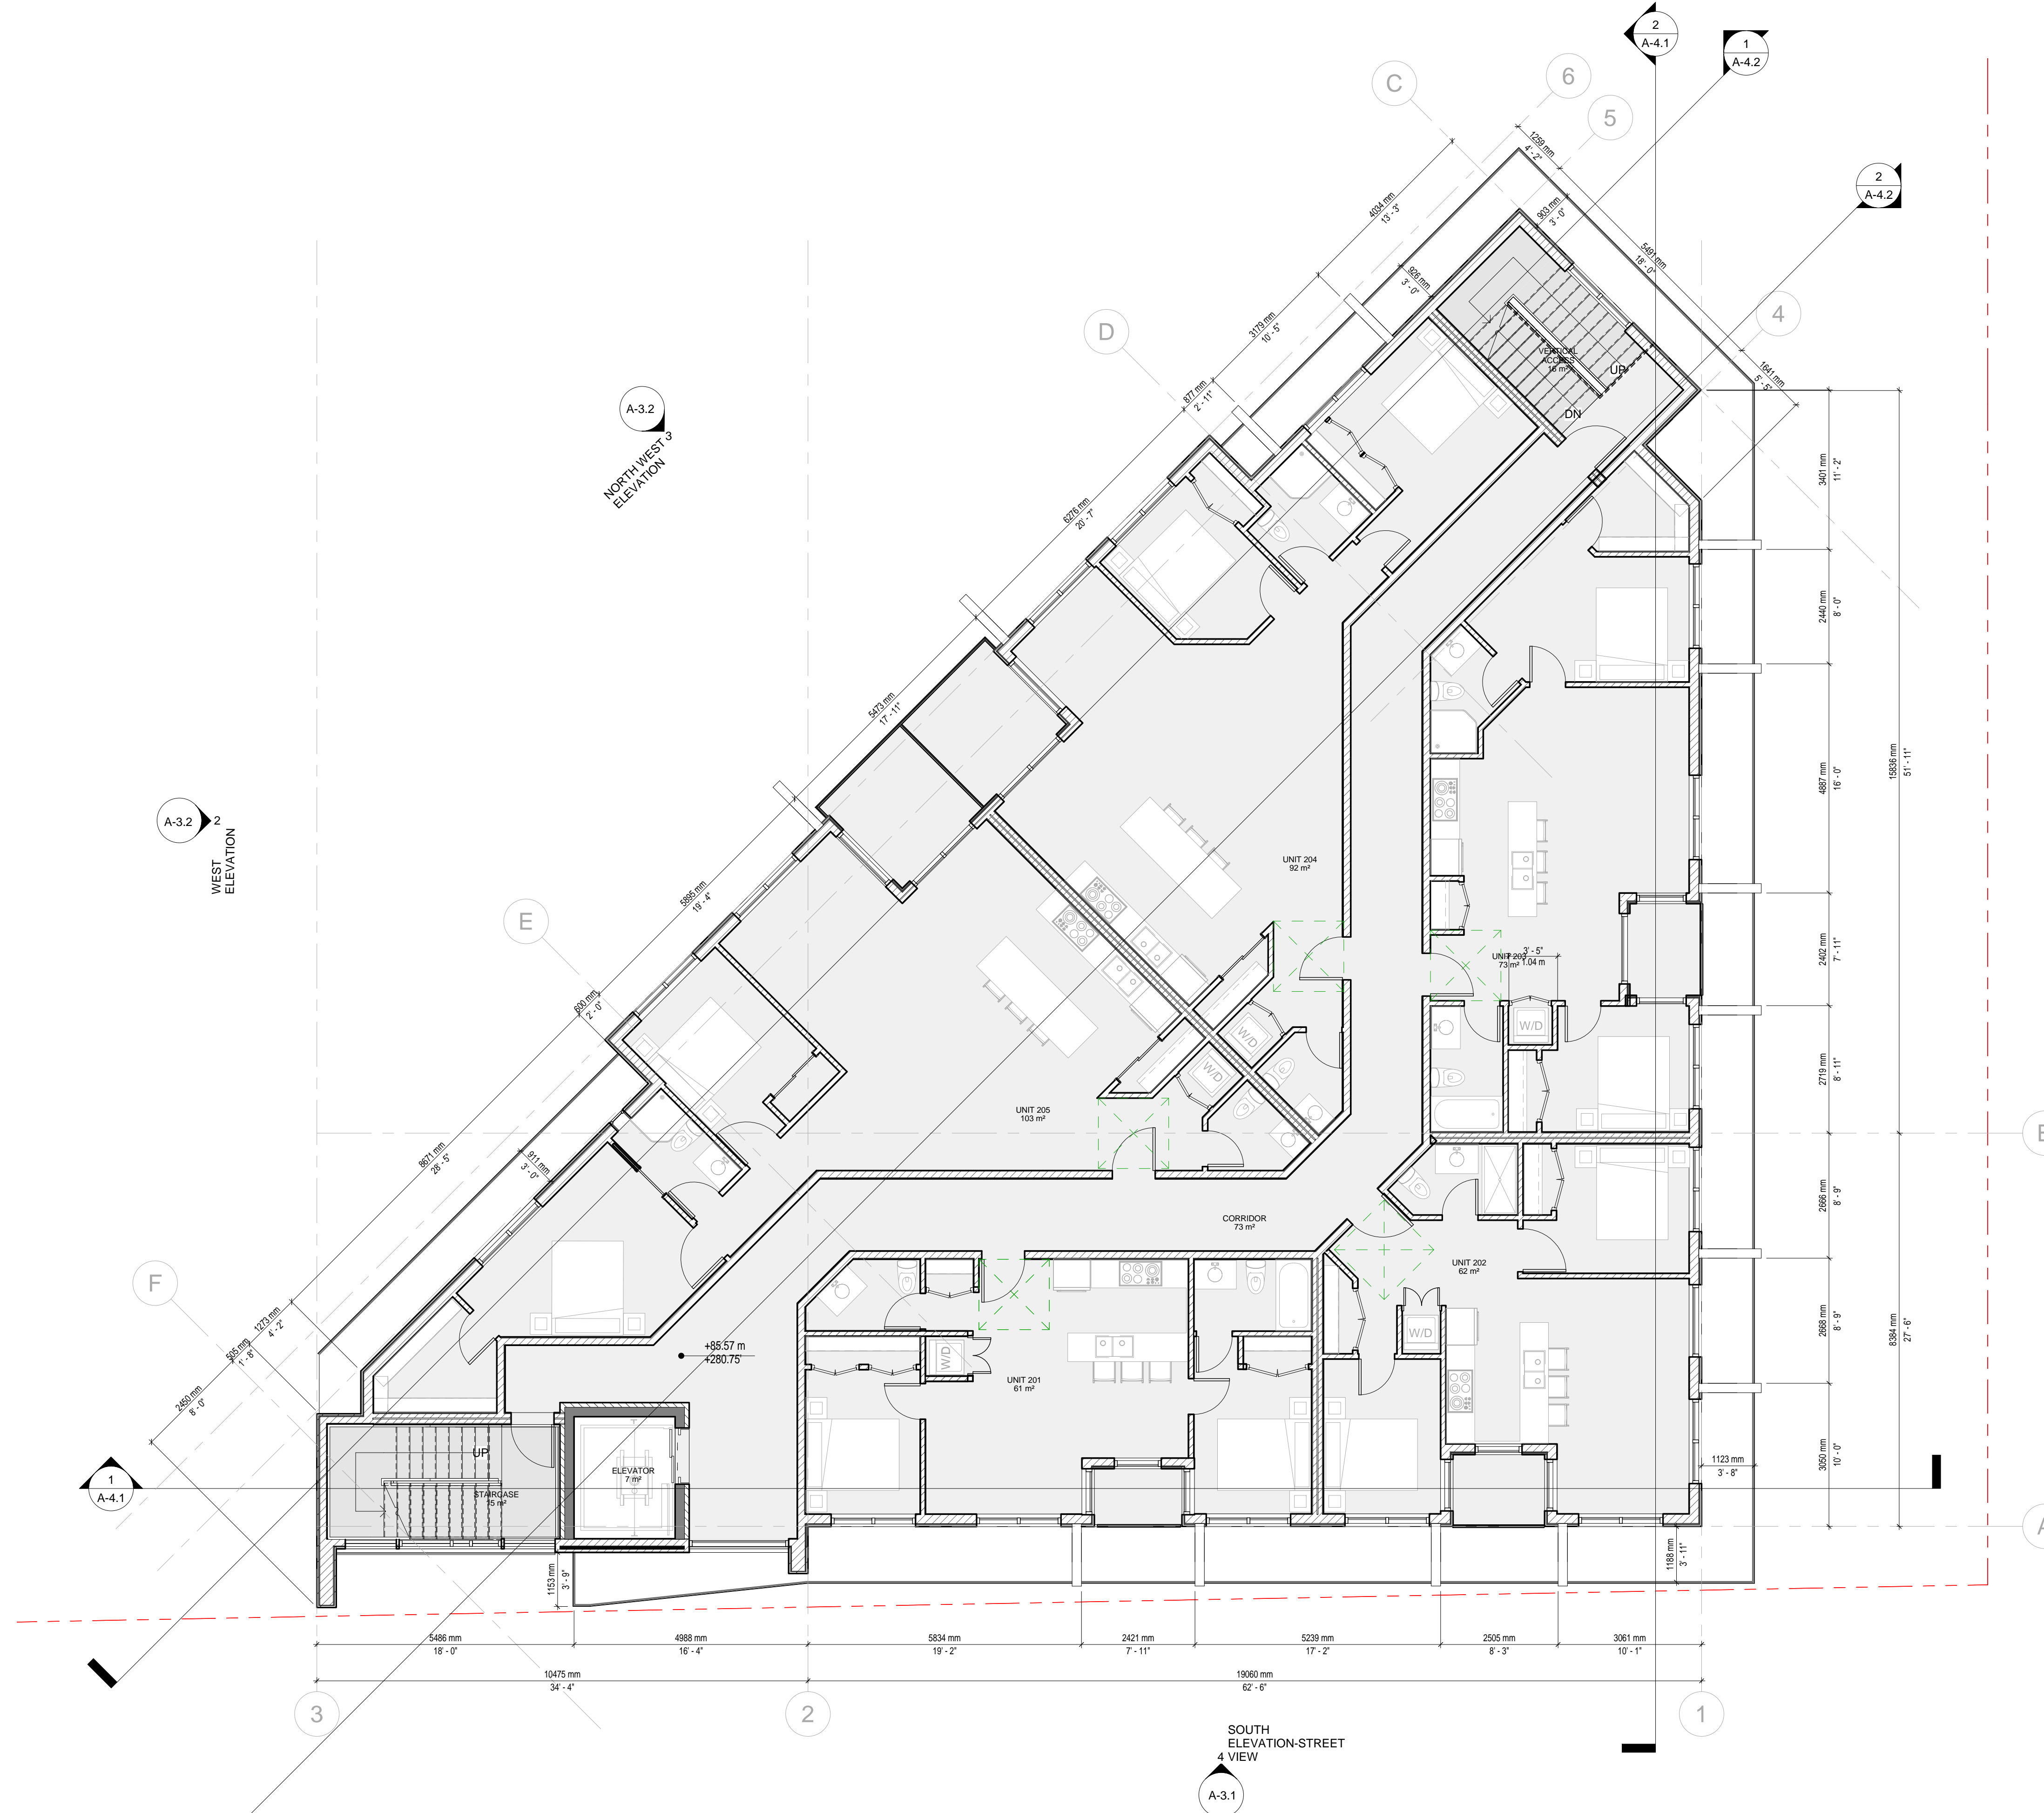 2
A-4.1
1
A-4.2
6
C
5
1259 mm
4' - 2"
2
A-4.2
4034 mm
13' - 3"
903 mm
3' - 0"
5491 mm
18' - 0"
926 mm
3' - 0"
4
D
3179 mm
10' - 5"
VERTICAL
ACCESS
16 m²
UP
DN
1641 mm
5' - 5"
877 mm
2' - 11"
A-3.2
NORTH WEST 3
ELEVATION
3401 mm
11' - 2"
6276 mm
20' - 7"
2440 mm
8' - 0"
5473 mm
17' - 11"
15836 mm
51' - 11"
4887 mm
16' - 0"
A-3.2
2
WEST
ELEVATION
UNIT 204
92 m²
5895 mm
19' - 4"
E
UNIT 203
73 m²
3' - 5"
1.04 m
2402 mm
7' - 11"
600 mm
2' - 0"
W/D
W/D
W/D
2719 mm
8' - 11"
UNIT 205
103 m²
8671 mm
28' - 5"
911 mm
3' - 0"
2666 mm
8' - 9"
CORRIDOR
73 m²
UNIT 202
62 m²
F
1273 mm
4' - 2"
505 mm
1' - 8"
2450 mm
8' - 0"
+85.57 m
+280.75'
W/D
W/D
UNIT 201
61 m²
2668 mm
8' - 9"
8384 mm
27' - 6"
UP
ELEVATOR
7 m²
STAIRCASE
15 m²
1
A-4.1
1123 mm
3' - 8"
3050 mm
10' - 0"
1153 mm
3' - 9"
1188 mm
3' - 11"
5486 mm
18' - 0"
4988 mm
16' - 4"
5834 mm
19' - 2"
2421 mm
7' - 11"
5239 mm
17' - 2"
2505 mm
8' - 3"
3061 mm
10' - 1"
10475 mm
34' - 4"
19060 mm
62' - 6"
3
2
1
SOUTH
ELEVATION-STREET
4 VIEW
A-3.1